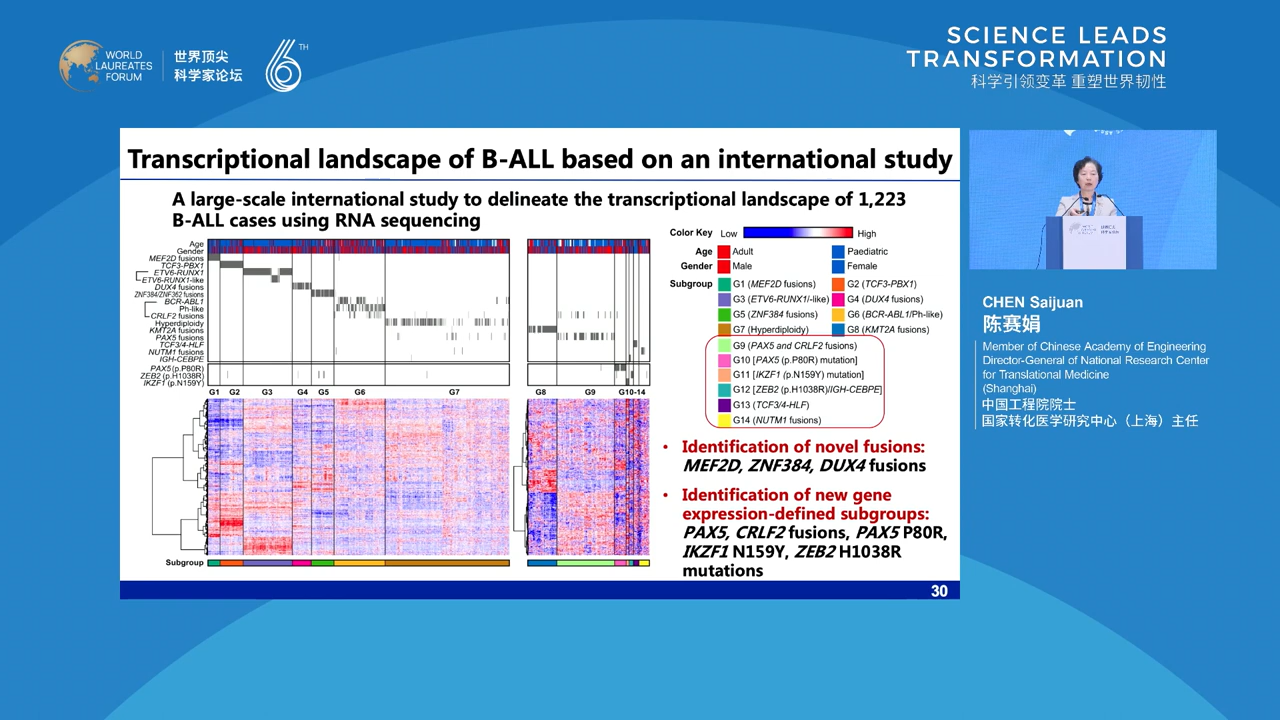 WORLD
LAUREATES
FORUM
世界顶尖
科学家论坛
6TH
SCIENCE LEADS
TRANSFORMATION
科学引领变革 重塑世界韧性
Transcriptional landscape of B-ALL based on an international study
A large-scale international study to delineate the transcriptional landscape of 1,223
B-ALL cases using RNA sequencing
Age
Gender
MEF2D fusions
TCF3-PBX1
ETV6-RUNX1
ETV6-RUNX1-like
DUX4 fusions
ZNF384/ZNF362 fusions
BCR-ABL1
Ph-like
CRLF2 fusions
Hyperdiploidy
KMT2A fusions
PAX5 fusions
TCF3/4-HLF
NUTM1 fusions
IGH-CEBPE
PAX5 (p.P80R)
ZEB2 (p.H1038R)
IKZF1 (p.N159Y)
G1 G2 G3 G4 G5 G6 G7 G8 G9 G10-14
Subgroup
Color Key Low High
Age Adult Paediatric
Gender Male Female
Subgroup G1 (MEF2D fusions) G2 (TCF3-PBX1)
G3 (ETV6-RUNX1/-like) G4 (DUX4 fusions)
G5 (ZNF384 fusions) G6 (BCR-ABL1/Ph-like)
G7 (Hyperdiploidy) G8 (KMT2A fusions)
G9 (PAX5 and CRLF2 fusions)
G10 [PAX5 (p.P80R) mutation]
G11 [IKZF1 (p.N159Y) mutation]
G12 [ZEB2 (p.H1038R)/IGH-CEBPE]
G13 (TCF3/4-HLF)
G14 (NUTM1 fusions)
• Identification of novel fusions:
MEF2D, ZNF384, DUX4 fusions
• Identification of new gene
expression-defined subgroups:
PAX5, CRLF2 fusions, PAX5 P80R,
IKZF1 N159Y, ZEB2 H1038R
mutations
30
CHEN Saijuan
陈赛娟
Member of Chinese Academy of Engineering
Director-General of National Research Center
for Translational Medicine
(Shanghai)
中国工程院院士
国家转化医学研究中心（上海）主任